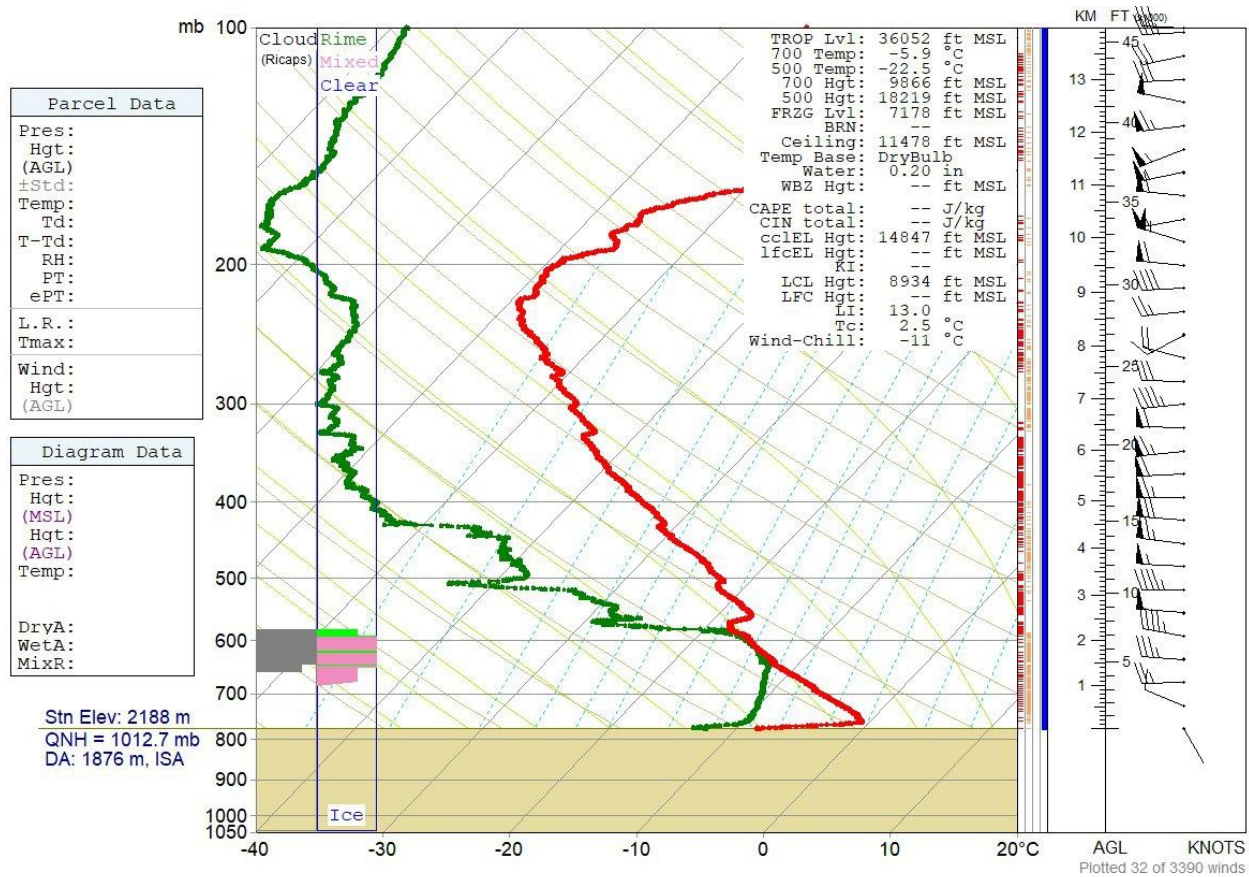 mb
100
200
300
400
500
600
700
800
900
1000
1050
-40
-30
-20
-10
0
10
20°C
Cloud
(Ricaps)
Rime
Mixed
Clear
Ice
Parcel Data
Pres:
Hgt:
(AGL)
±Std:
Temp:
Td:
T-Td:
RH:
PT:
ePT:
L.R.:
Tmax:
Wind:
Hgt:
(AGL)
Diagram Data
Pres:
Hgt:
(MSL)
Hgt:
(AGL)
Temp:
DryA:
WetA:
MixR:
Stn Elev: 2188 m
QNH = 1012.7 mb
DA: 1876 m, ISA
TROP Lvl: 36052 ft MSL
700 Temp: -5.9 °C
500 Temp: -22.5 °C
700 Hgt: 9866 ft MSL
500 Hgt: 18219 ft MSL
FRZG Lvl: 7178 ft MSL
BRN: --
Ceiling: 11478 ft MSL
Temp Base: DryBulb
Water: 0.20 in
WBZ Hgt: -- ft MSL
CAPE total: -- J/kg
CIN total: -- J/kg
cclEL Hgt: 14847 ft MSL
lfcEL Hgt: -- ft MSL
KI: --
LCL Hgt: 8934 ft MSL
LFC Hgt: -- ft MSL
LI: 13.0
Tc: 2.5 °C
Wind-Chill: -11 °C
KM
FT
13
12
11
10
9
8
7
6
5
4
3
2
1
45
40
35
30
25
20
15
10
5
AGL
KNOTS
Plotted 32 of 3390 winds